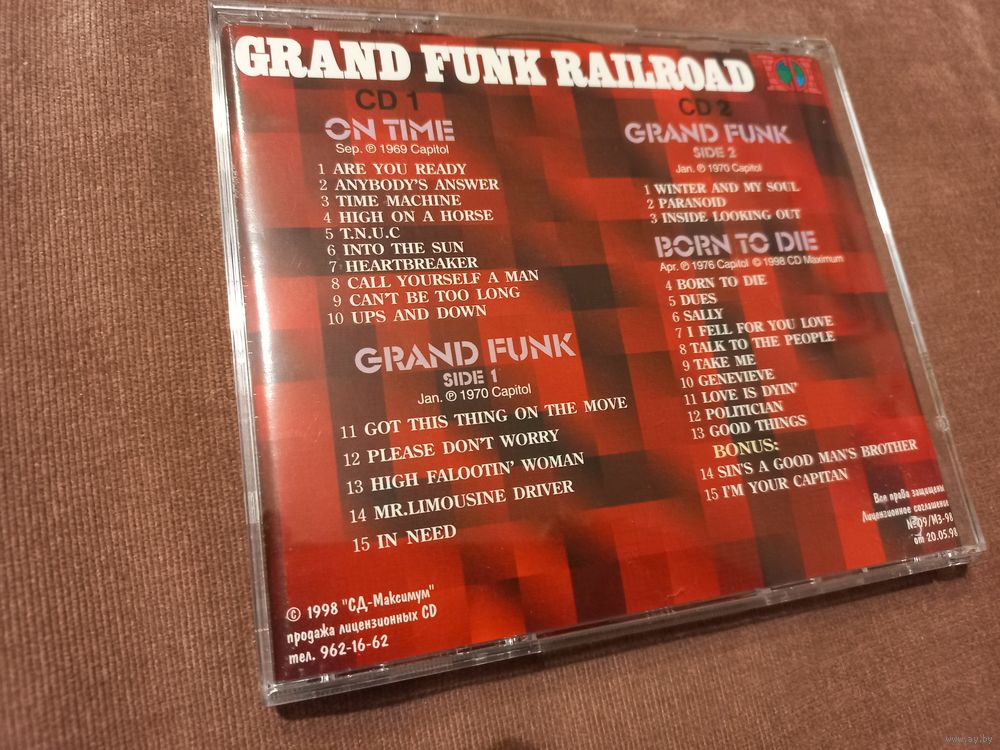 GRAND FUNK RAILROAD
CD 1
ON TIME
Sep. ℗ 1969 Capitol
1 ARE YOU READY
2 ANYBODY'S ANSWER
3 TIME MACHINE
4 HIGH ON A HORSE
5 T.N.U.C
6 INTO THE SUN
7 HEARTBREAKER
8 CALL YOURSELF A MAN
9 CAN'T BE TOO LONG
10 UPS AND DOWN
GRAND FUNK
SIDE 1
Jan. ℗ 1970 Capitol
11 GOT THIS THING ON THE MOVE
12 PLEASE DON'T WORRY
13 HIGH FALOOTIN' WOMAN
14 MR.LIMOUSINE DRIVER
15 IN NEED
© 1998 "СД-Максимум"
продажа лицензионных CD
тел. 962-16-62
CD 2
GRAND FUNK
SIDE 2
Jan. ℗ 1970 Capitol
1 WINTER AND MY SOUL
2 PARANOID
3 INSIDE LOOKING OUT
BORN TO DIE
Apr. ℗ 1976 Capitol © 1998 CD Maximum
4 BORN TO DIE
5 DUES
6 SALLY
7 I FELL FOR YOU LOVE
8 TALK TO THE PEOPLE
9 TAKE ME
10 GENEVIEVE
11 LOVE IS DYIN'
12 POLITICIAN
13 GOOD THINGS
BONUS:
14 SIN'S A GOOD MAN'S BROTHER
15 I'M YOUR CAPITAN
Все права защищены
Лицензионное соглашение
№09/МЗ-98
от 20.05.98
www.ay.by